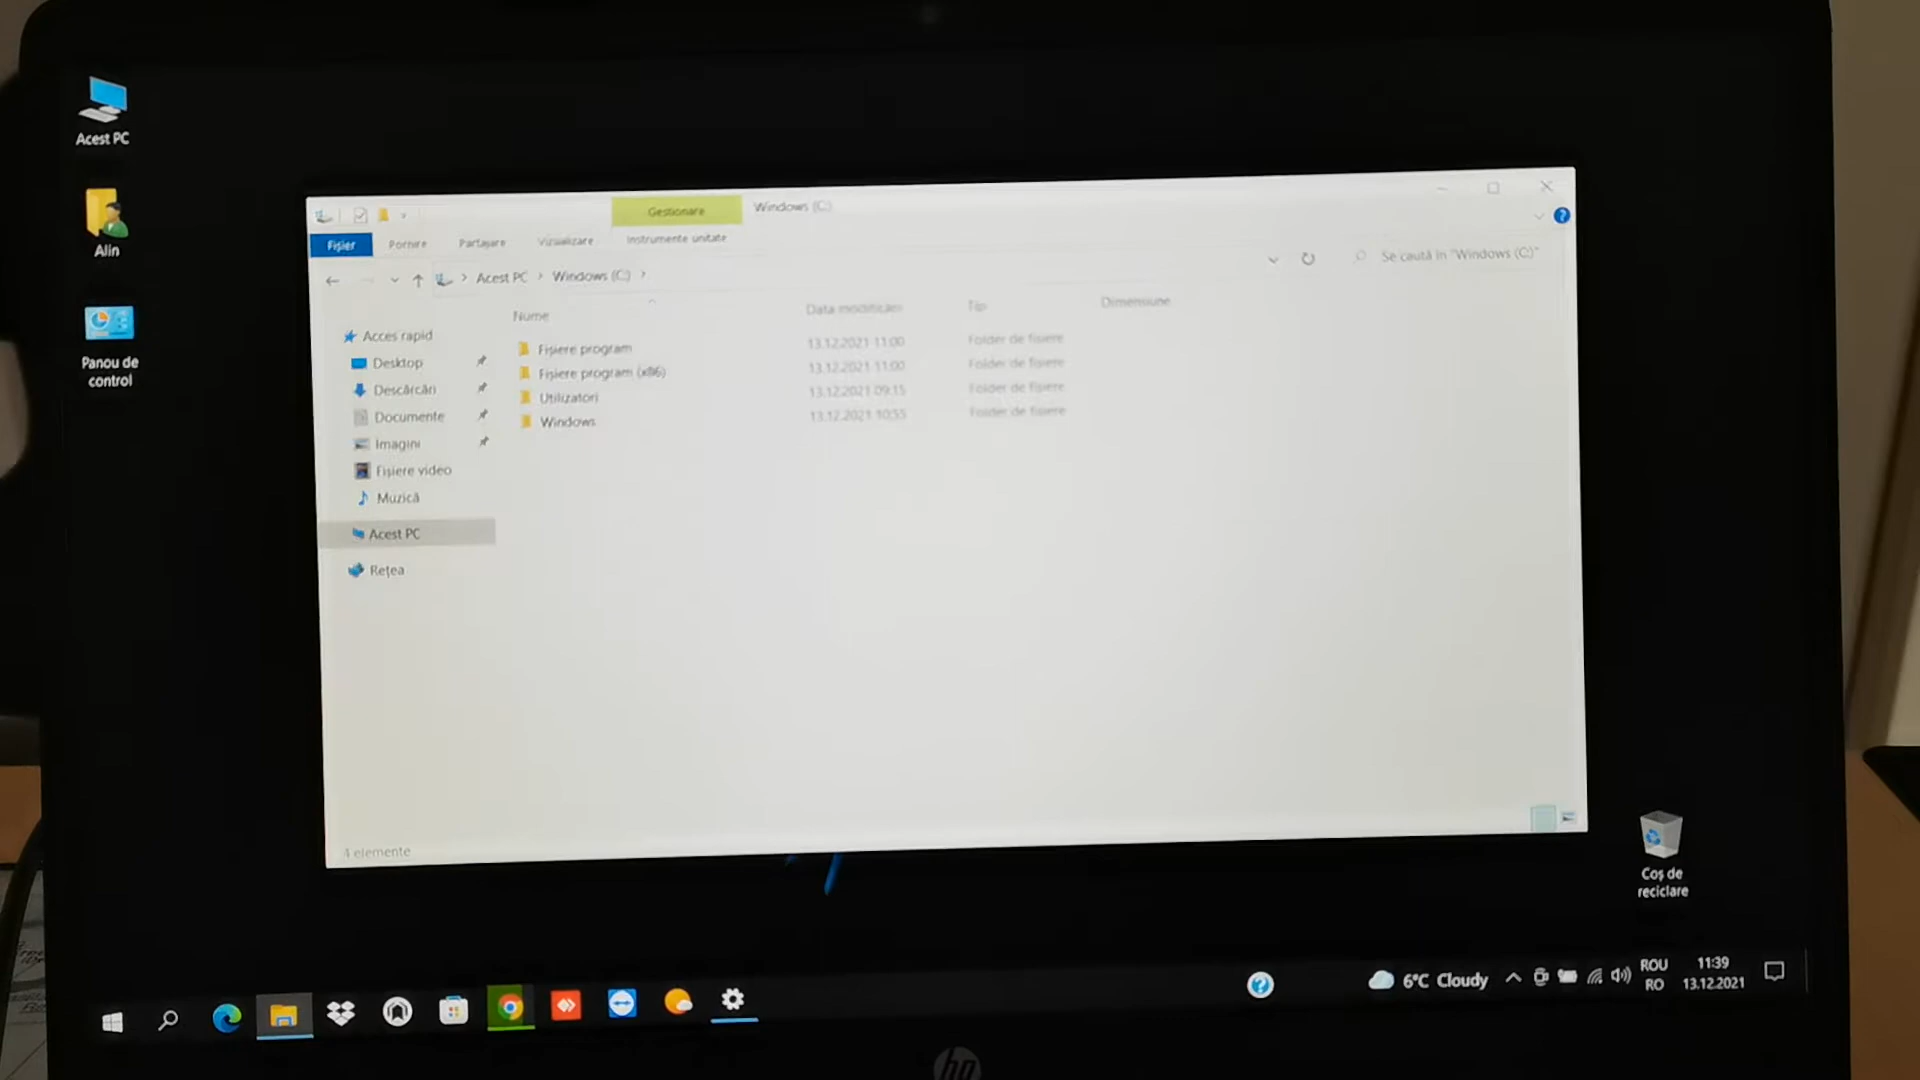 Acest PC
Alin
Panou de
control
Gestionare
Windows (C:)
Fișier
Pornire
Partajare
Vizualizare
Instrumente unitate
Acest PC
Windows (C:)
Se caută în "Windows (C:)"
Nume
Data modificării
Tip
Dimensiune
Acces rapid
Desktop
Descărcări
Documente
Imagini
Fișiere video
Muzică
Acest PC
Rețea
Fișiere program
13.12.2021 11:00
Folder de fișiere
Fișiere program (x86)
13.12.2021 11:00
Folder de fișiere
Utilizatori
13.12.2021 09:15
Folder de fișiere
Windows
13.12.2021 10:55
Folder de fișiere
4 elemente
Coș de
reciclare
6°C Cloudy
ROU
RO
11:39
13.12.2021
hp